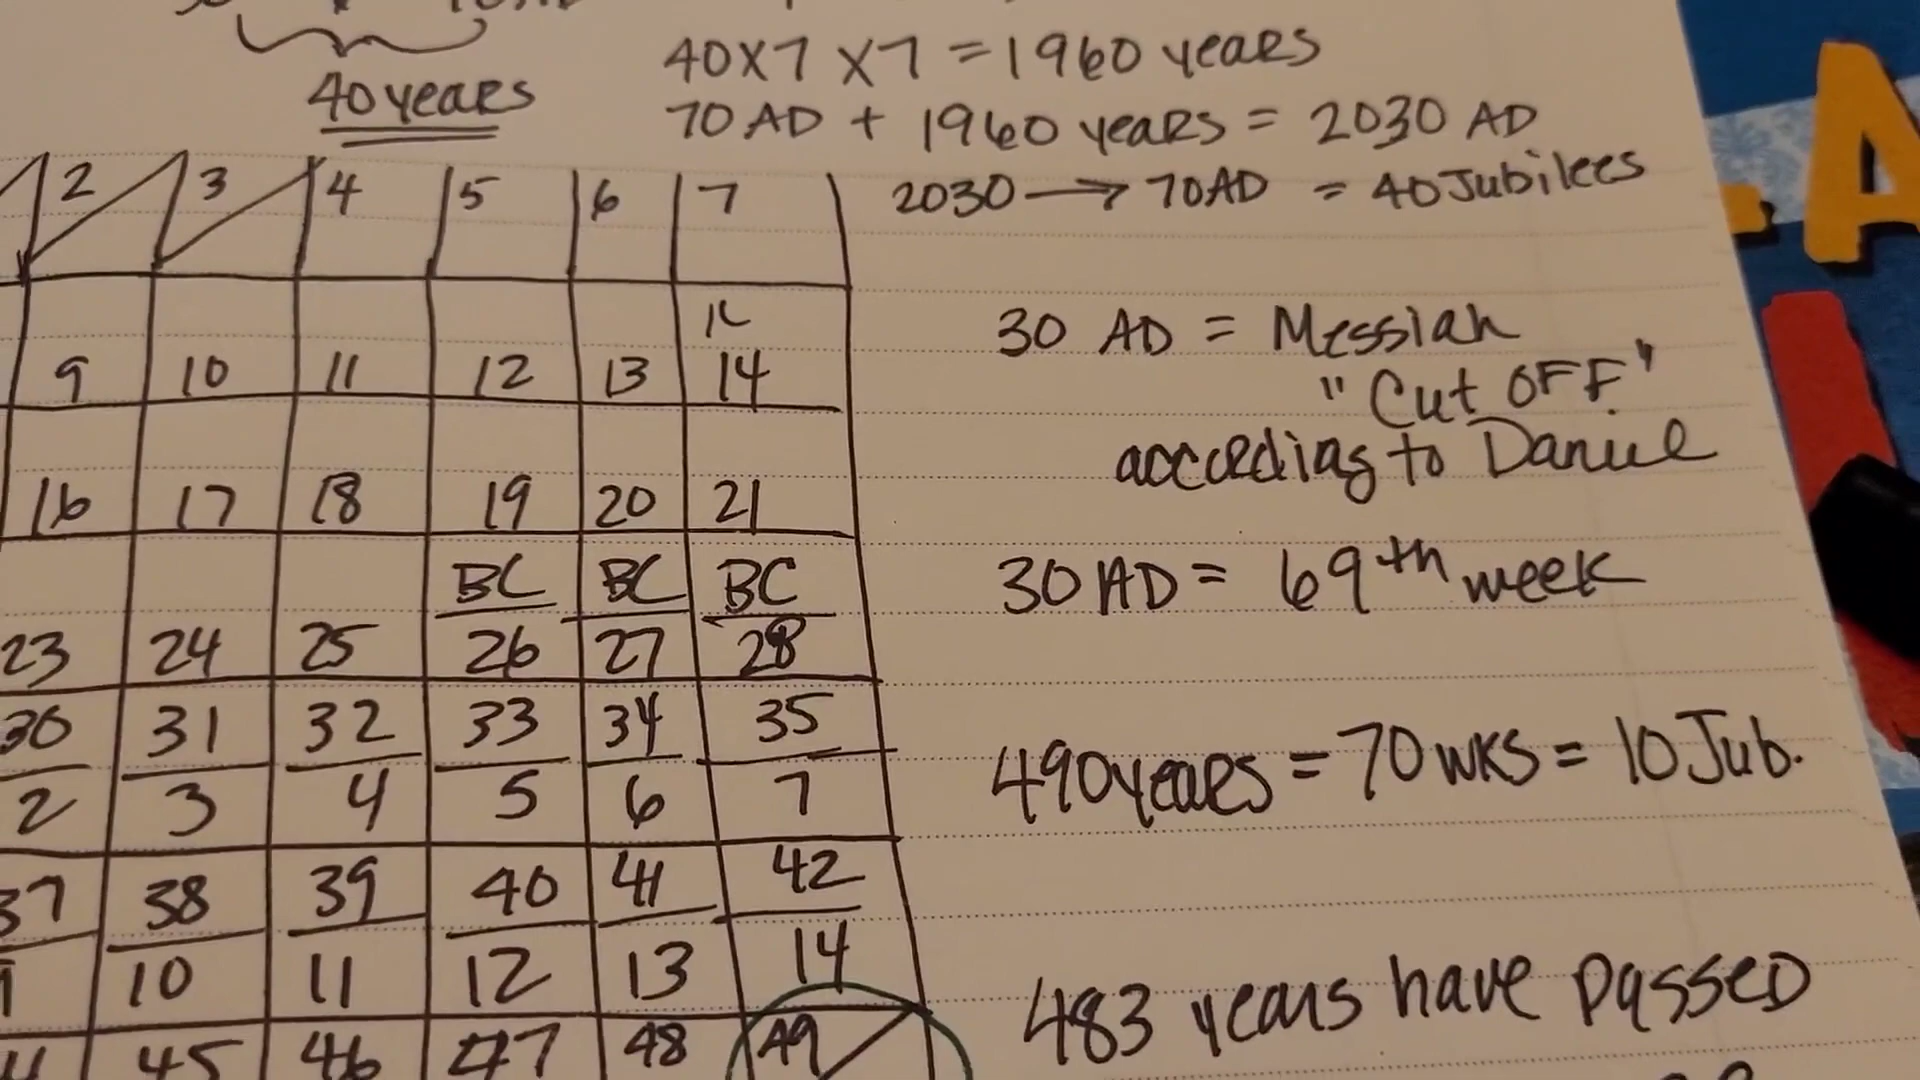 40 years
40x7x7 = 1960 years
70 AD + 1960 years = 2030 AD
2030 → 70AD = 40 Jubilees
2 3 4 5 6 7
30 AD = Messiah
"Cut OFF"
according to Daniel
9 10 11 12 13 14
16 17 18 19 20 21
30 AD = 69th week
BC BC BC
23 24 25 26 27 28
30 31 32 33 34 35
2 3 4 5 6 7
490 years = 70 WKS = 10 Jub.
37 38 39 40 41 42
10 11 12 13 14
483 years have passed
45 46 47 48 49
A